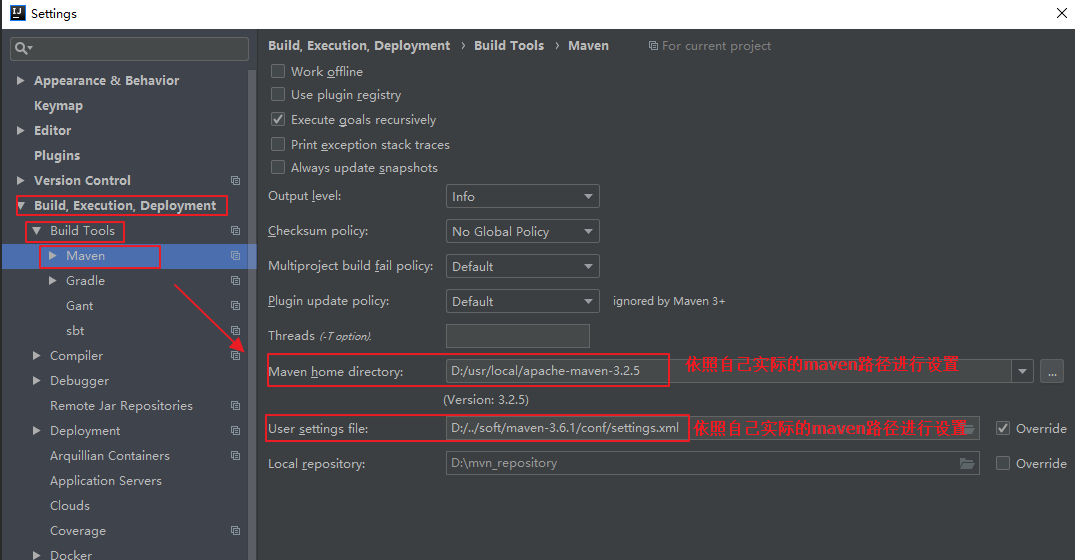 Settings
Build, Execution, Deployment › Build Tools › Maven For current project
Appearance & Behavior
Keymap
Editor
Plugins
Version Control
Build, Execution, Deployment
Build Tools
Maven
Gradle
Gant
sbt
Compiler
Debugger
Remote Jar Repositories
Deployment
Arquillian Containers
Application Servers
Clouds
Coverage
Docker
Work offline
Use plugin registry
Execute goals recursively
Print exception stack traces
Always update snapshots
Output level: Info
Checksum policy: No Global Policy
Multiproject build fail policy: Default
Plugin update policy: Default ignored by Maven 3+
Threads (-T option).
Maven home directory: D:/usr/local/apache-maven-3.2.5 依照自己实际的maven路径进行设置 ...
(Version: 3.2.5)
User settings file: D:/../soft/maven-3.6.1/conf/settings.xml 依照自己实际的maven路径进行设置 Override
Local repository: D:\mvn_repository Override